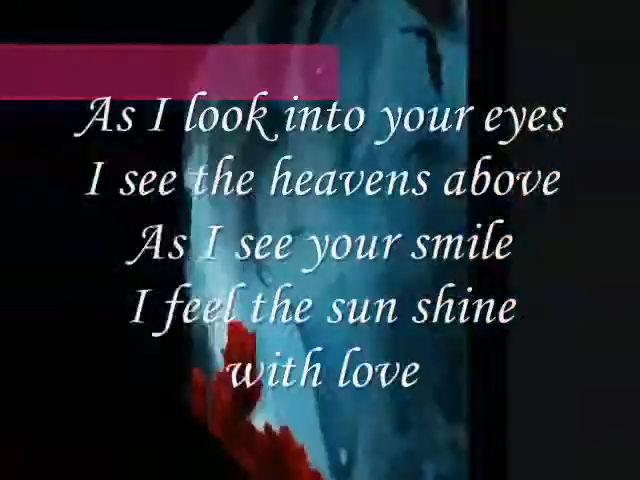 As I look into your eyes
I see the heavens above
As I see your smile
I feel the sun shine
with love